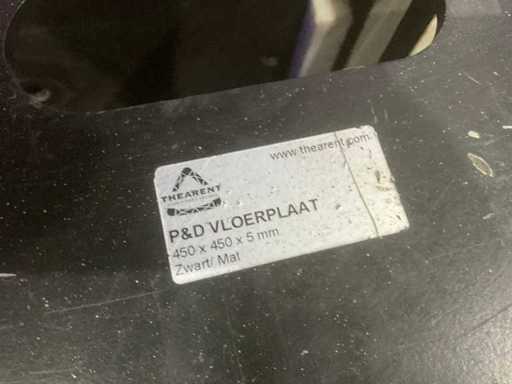 www.thearent.com
THEARENT
P&D VLOERPLAAT
450 x 450 x 5 mm
Zwart/ Mat